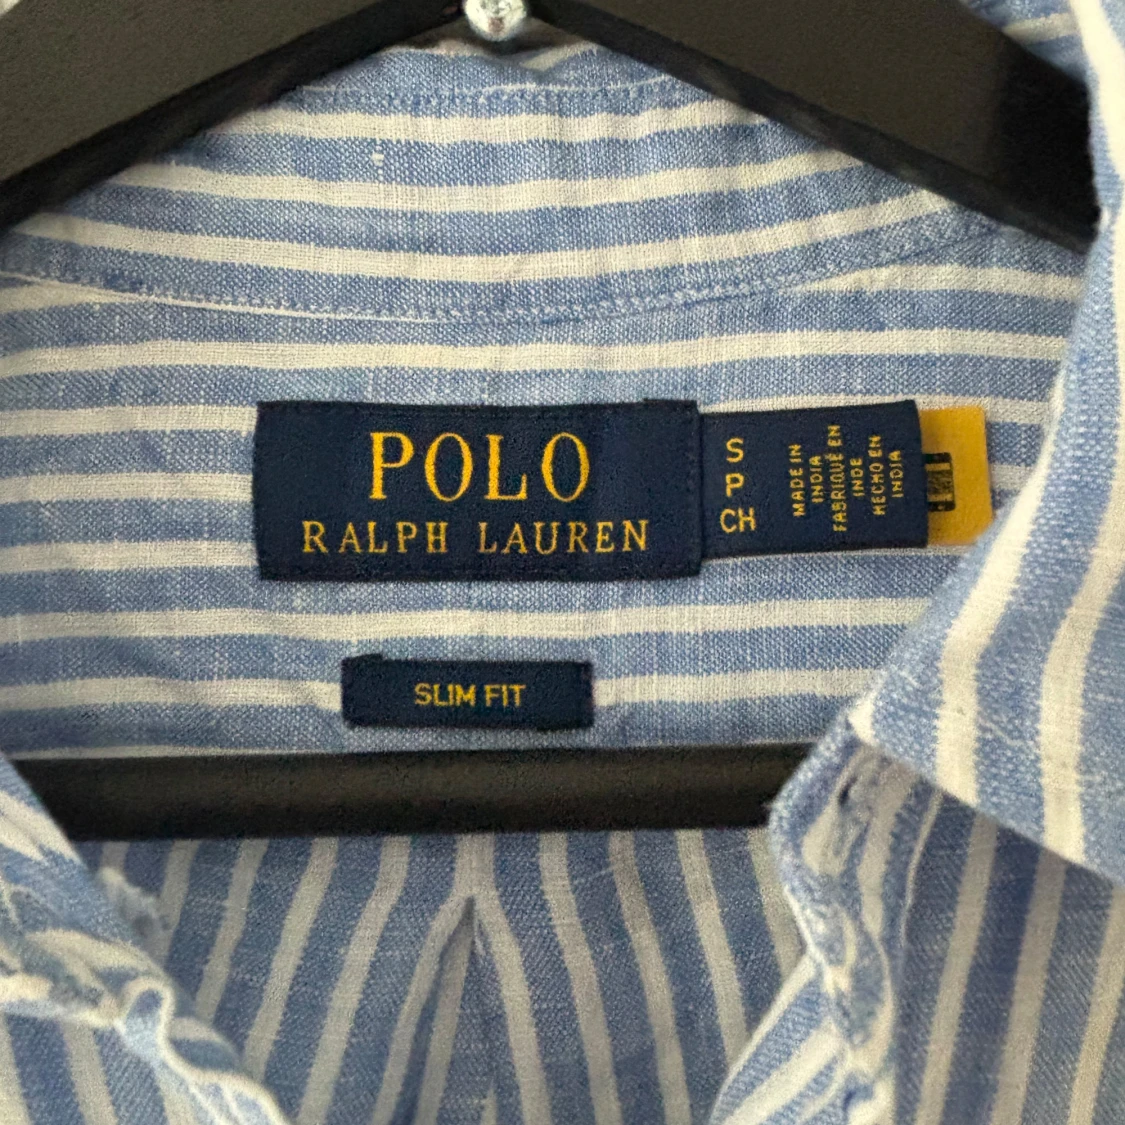 POLO
RALPH LAUREN
S
P
CH
MADE IN
INDIA
FABRIQUÉ EN
INDE
HECHO EN
INDIA
SLIM FIT